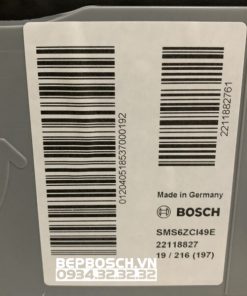 012040518537000192
2211882761
Made in Germany
BOSCH
SMS6ZCI49E
22118827
19 / 216 (197)
BEPBOSCH.VN
0934.32.32.32